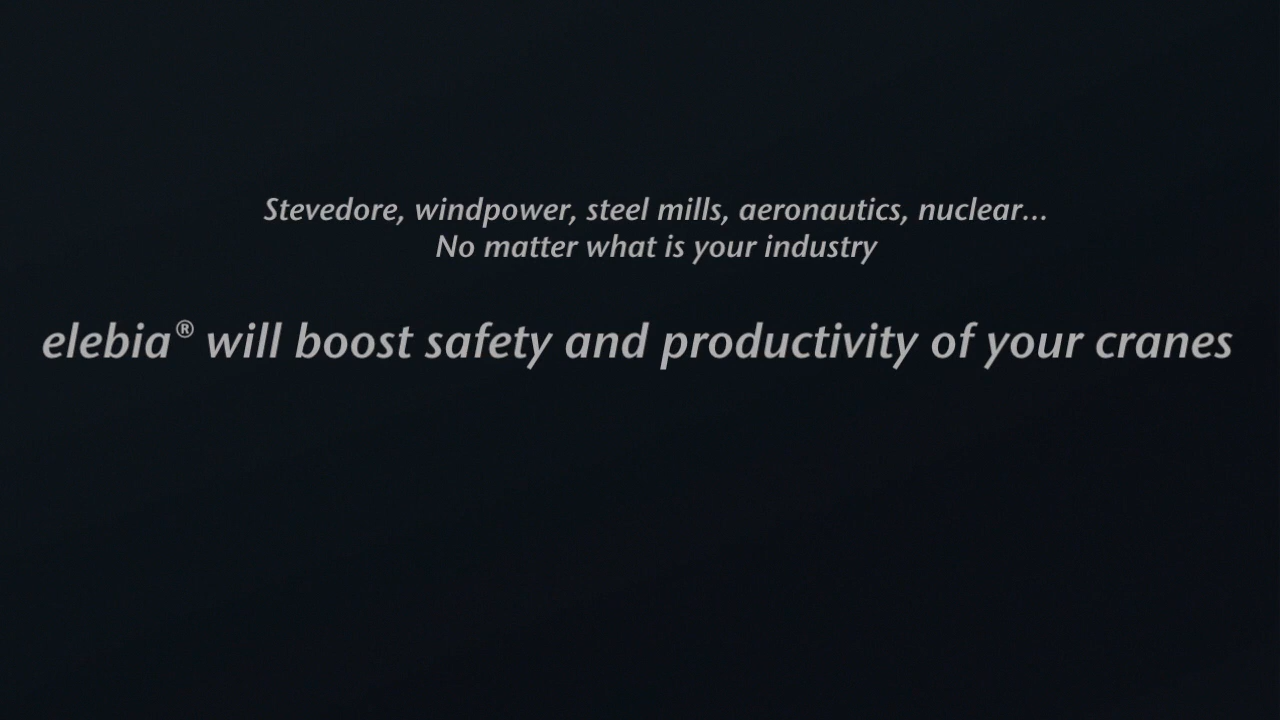 Stevedore, windpower, steel mills, aeronautics, nuclear...
No matter what is your industry
elebia® will boost safety and productivity of your cranes